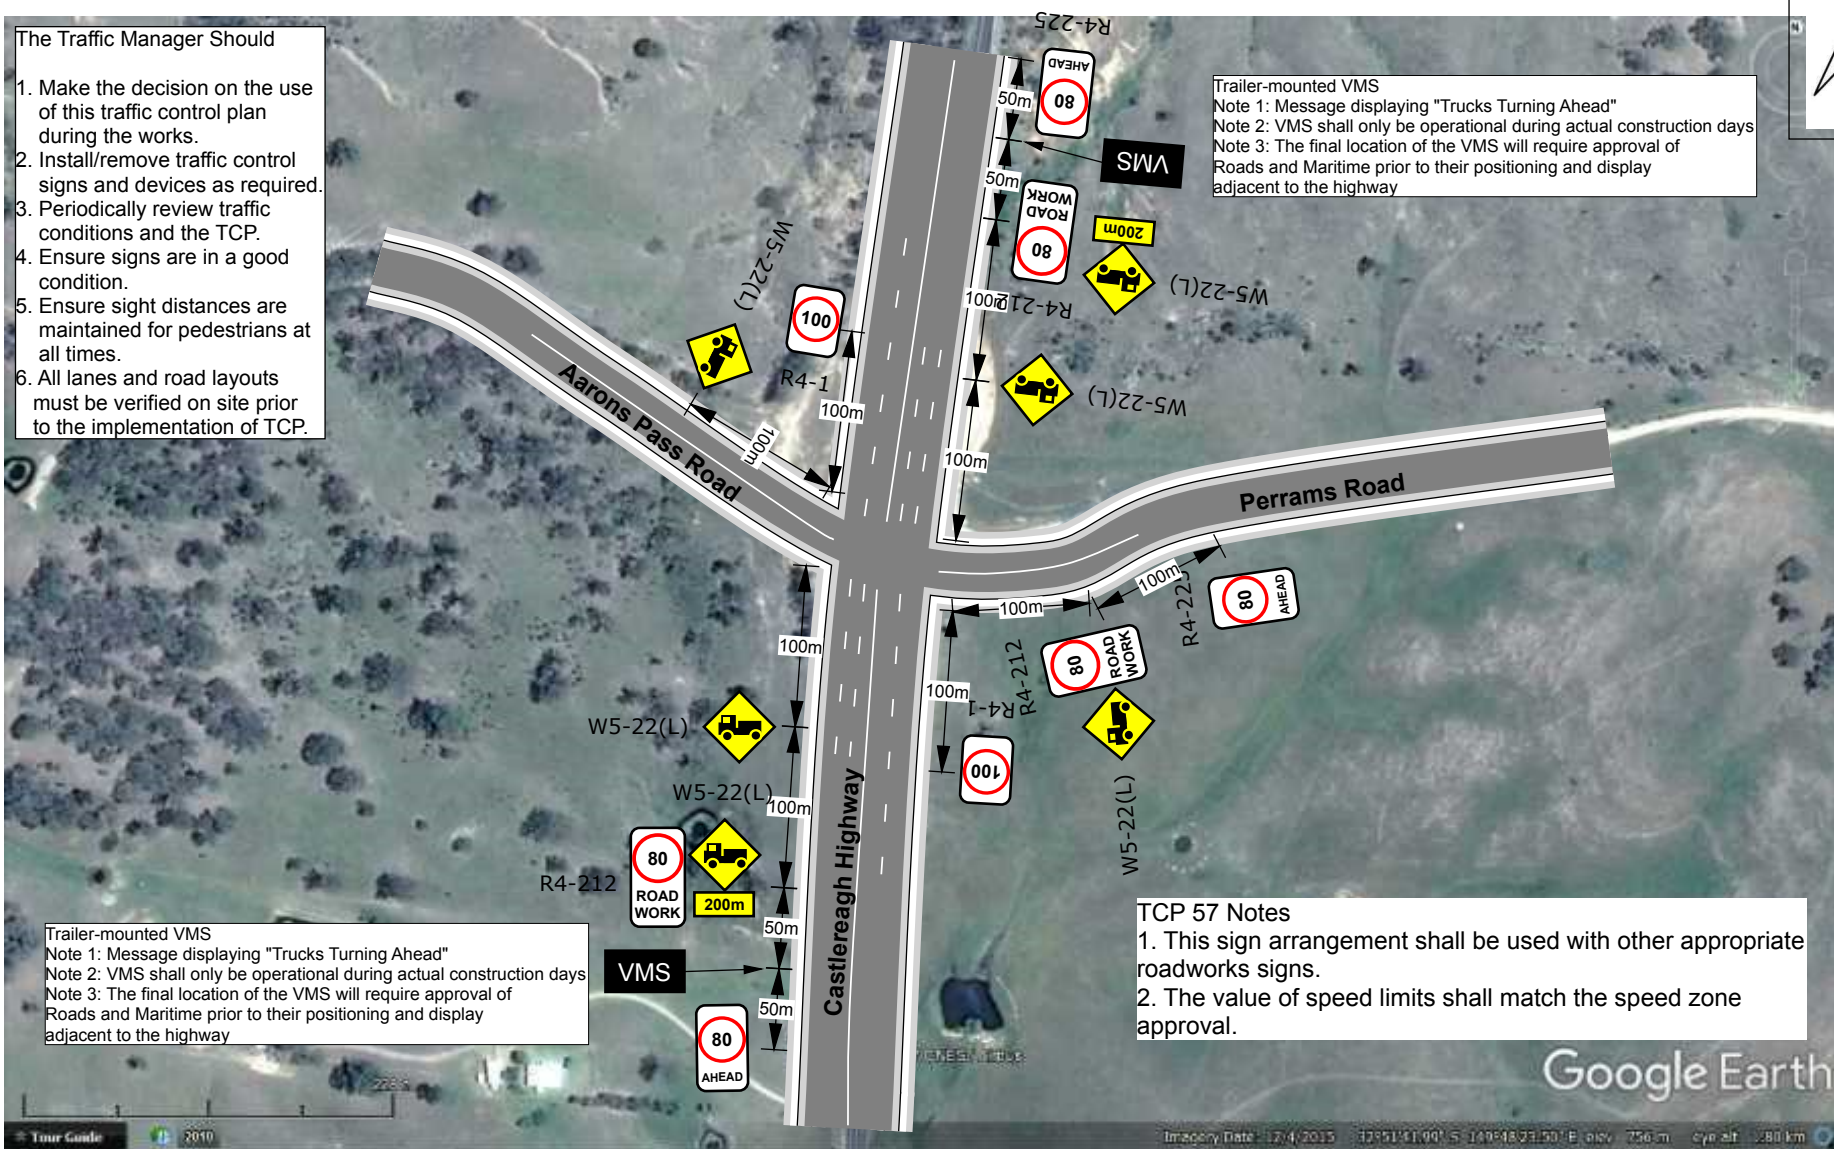 The Traffic Manager Should
1. Make the decision on the use
of this traffic control plan
during the works.
2. Install/remove traffic control
signs and devices as required.
3. Periodically review traffic
conditions and the TCP.
4. Ensure signs are in a good
condition.
5. Ensure sight distances are
maintained for pedestrians at
all times.
6. All lanes and road layouts
must be verified on site prior
to the implementation of TCP.
R4-225
AHEAD
80
50m
VMS
50m
ROAD
WORK
80
200m
W5-22(L)
R4-212
100m
W5-22(L)
100m
Trailer-mounted VMS
Note 1: Message displaying "Trucks Turning Ahead"
Note 2: VMS shall only be operational during actual construction days
Note 3: The final location of the VMS will require approval of
Roads and Maritime prior to their positioning and display
adjacent to the highway
N
W5-22(L)
100
R4-1
100m
100m
Aarons Pass Road
Perrams Road
100m
100m
R4-225
80
AHEAD
R4-212
80
ROAD
WORK
W5-22(L)
100m
R4-1
100
100m
W5-22(L)
W5-22(L)
100m
80
ROAD
WORK
R4-212
200m
50m
VMS
50m
80
AHEAD
Castlereagh Highway
Trailer-mounted VMS
Note 1: Message displaying "Trucks Turning Ahead"
Note 2: VMS shall only be operational during actual construction days
Note 3: The final location of the VMS will require approval of
Roads and Maritime prior to their positioning and display
adjacent to the highway
TCP 57 Notes
1. This sign arrangement shall be used with other appropriate
roadworks signs.
2. The value of speed limits shall match the speed zone
approval.
Google Earth
Tour Guide
2010
Imagery Date: 12/4/2015 elev 756 m eye alt km